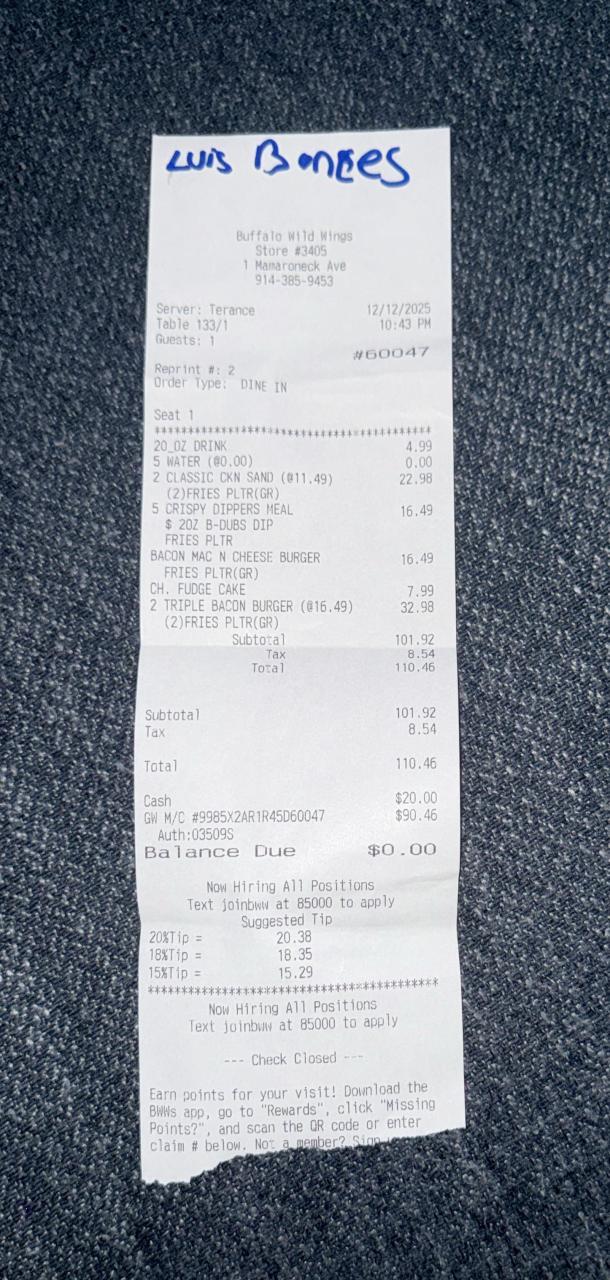 LUIS Bonges
Buffalo Wild Wings
Store #3405
1 Mamaroneck Ave
914-385-9453
Server: Terance 12/12/2025
Table 133/1 10:43 PM
Guests: 1
#60047
Reprint #: 2
Order Type: DINE IN
Seat 1
********************************************
20 OZ DRINK 4.99
5 WATER (@0.00) 0.00
2 CLASSIC CKN SAND (@11.49) 22.98
(2)FRIES PLTR(GR)
5 CRISPY DIPPERS MEAL 16.49
$ 2OZ B-DUBS DIP
FRIES PLTR
BACON MAC N CHEESE BURGER 16.49
FRIES PLTR(GR)
CH. FUDGE CAKE 7.99
2 TRIPLE BACON BURGER (@16.49) 32.98
(2)FRIES PLTR(GR)
Subtotal 101.92
Tax 8.54
Total 110.46
Subtotal 101.92
Tax 8.54
Total 110.46
Cash $20.00
GW M/C #9985X2AR1R45D60047 $90.46
Auth:03509S
Balance Due $0.00
Now Hiring All Positions
Text joinbww at 85000 to apply
Suggested Tip
20%Tip = 20.38
18%Tip = 18.35
15%Tip = 15.29
********************************************
Now Hiring All Positions
Text joinbww at 85000 to apply
--- Check Closed ---
Earn points for your visit! Download the
BWWs app, go to "Rewards", click "Missing
Points?", and scan the QR code or enter
claim # below. Not a member? Sign